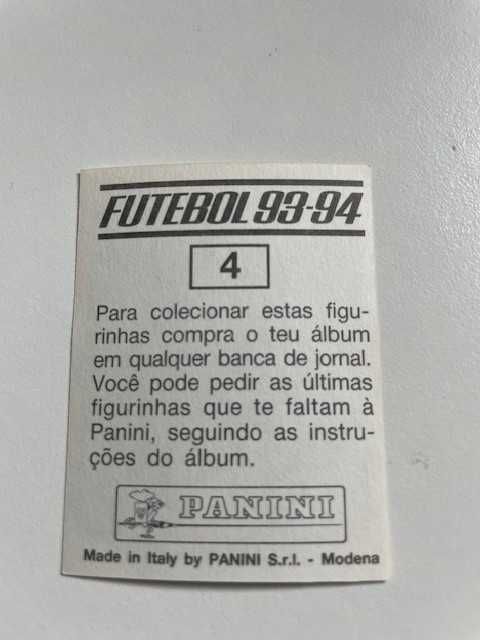 FUTEBOL 93-94
4
Para colecionar estas figu-
rinhas compra o teu álbum
em qualquer banca de jornal.
Você pode pedir as últimas
figurinhas que te faltam à
Panini, seguindo as instru-
ções do álbum.
PANINI
Made in Italy by PANINI S.r.l. - Modena